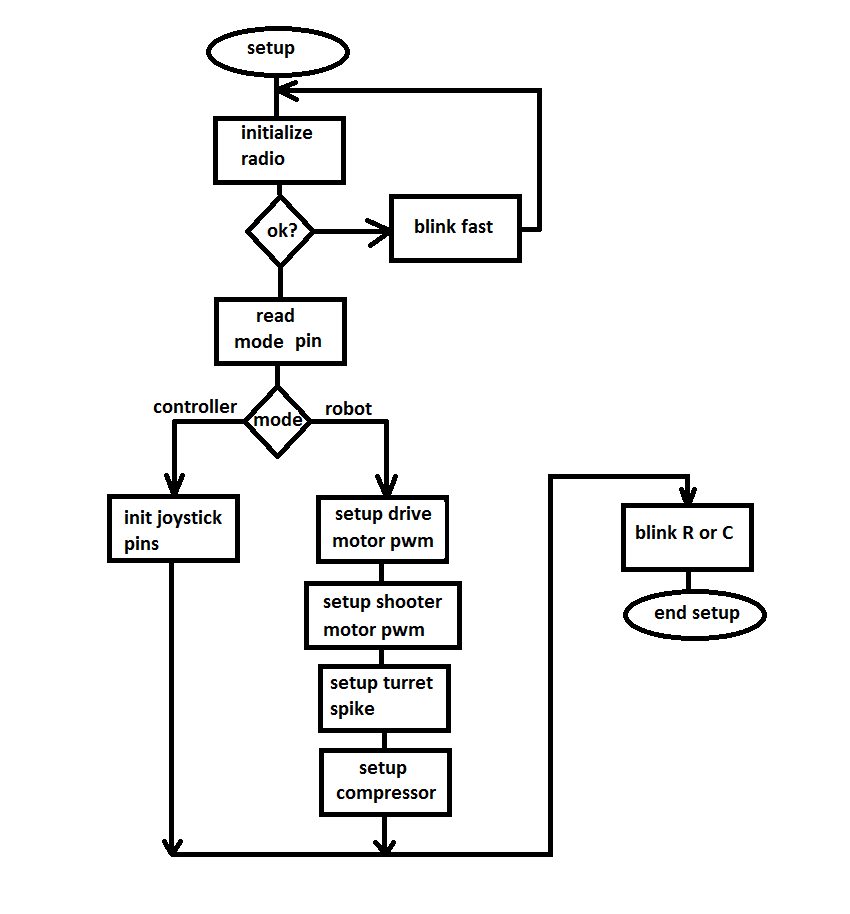 setup
initialize
radio
ok?
blink fast
read
mode pin
controller
mode
robot
init joystick
pins
setup drive
motor pwm
setup shooter
motor pwm
setup turret
spike
setup
compressor
blink R or C
end setup